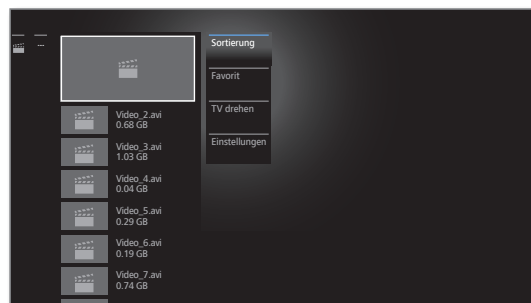 ...
Sortierung
Favorit
TV drehen
Einstellungen
Video_2.avi
0.68 GB
Video_3.avi
1.03 GB
Video_4.avi
0.04 GB
Video_5.avi
0.29 GB
Video_6.avi
0.19 GB
Video_7.avi
0.74 GB